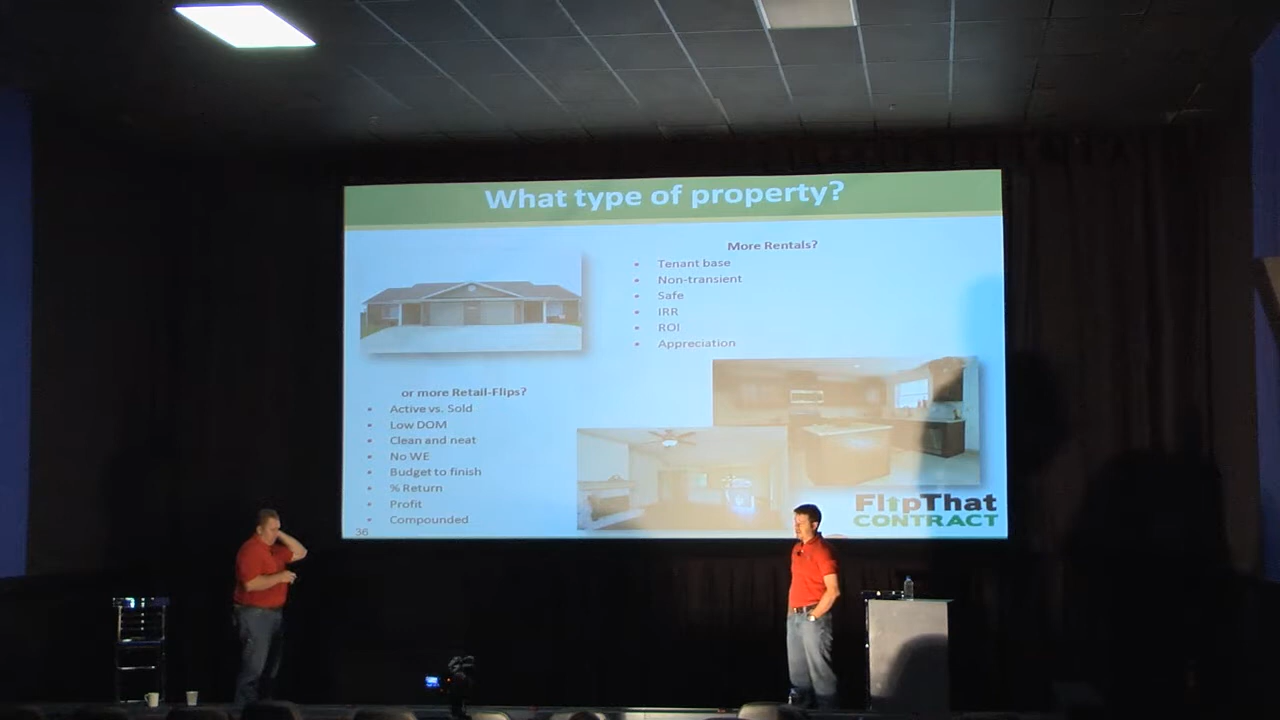 What type of property?
More Rentals?
• Tenant base
• Non-transient
• Safe
• IRR
• ROI
• Appreciation
or more Retail-Flips?
• Active vs. Sold
• Low DOM
• Clean and neat
• No WE
• Budget to finish
• % Return
• Profit
• Compounded
36
FlipThat
CONTRACT